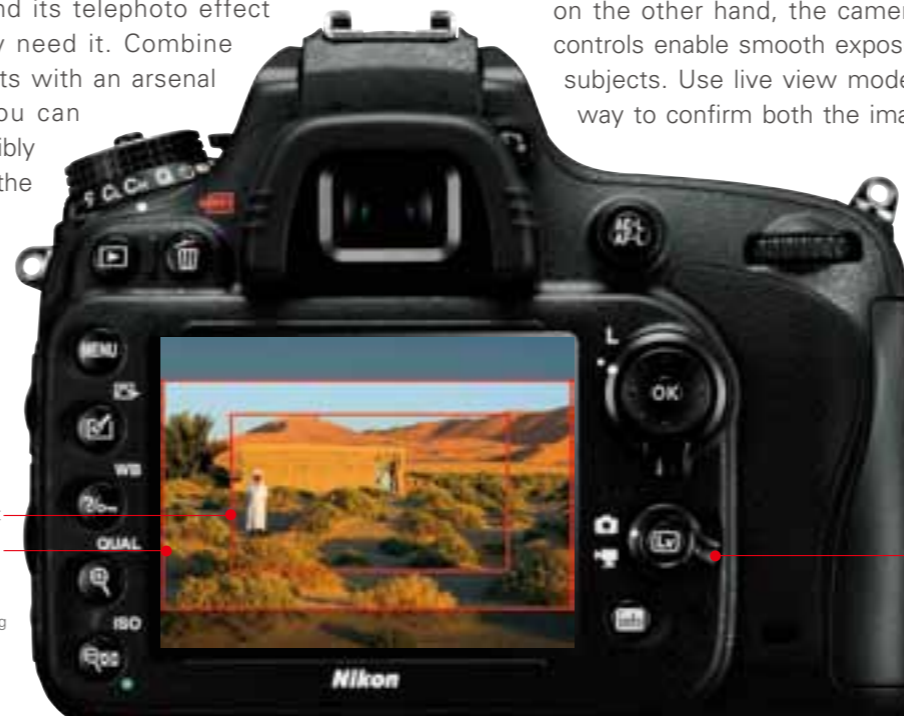 nd its telephoto effect
y need it. Combine
ts with an arsenal
ou can
ibly
the
on the other hand, the camer
controls enable smooth expos
subjects. Use live view mode
way to confirm both the ima
AE-L
AF-L
MENU
L
OK
WB
QUAL
Lv
ISO
info
g
Nikon